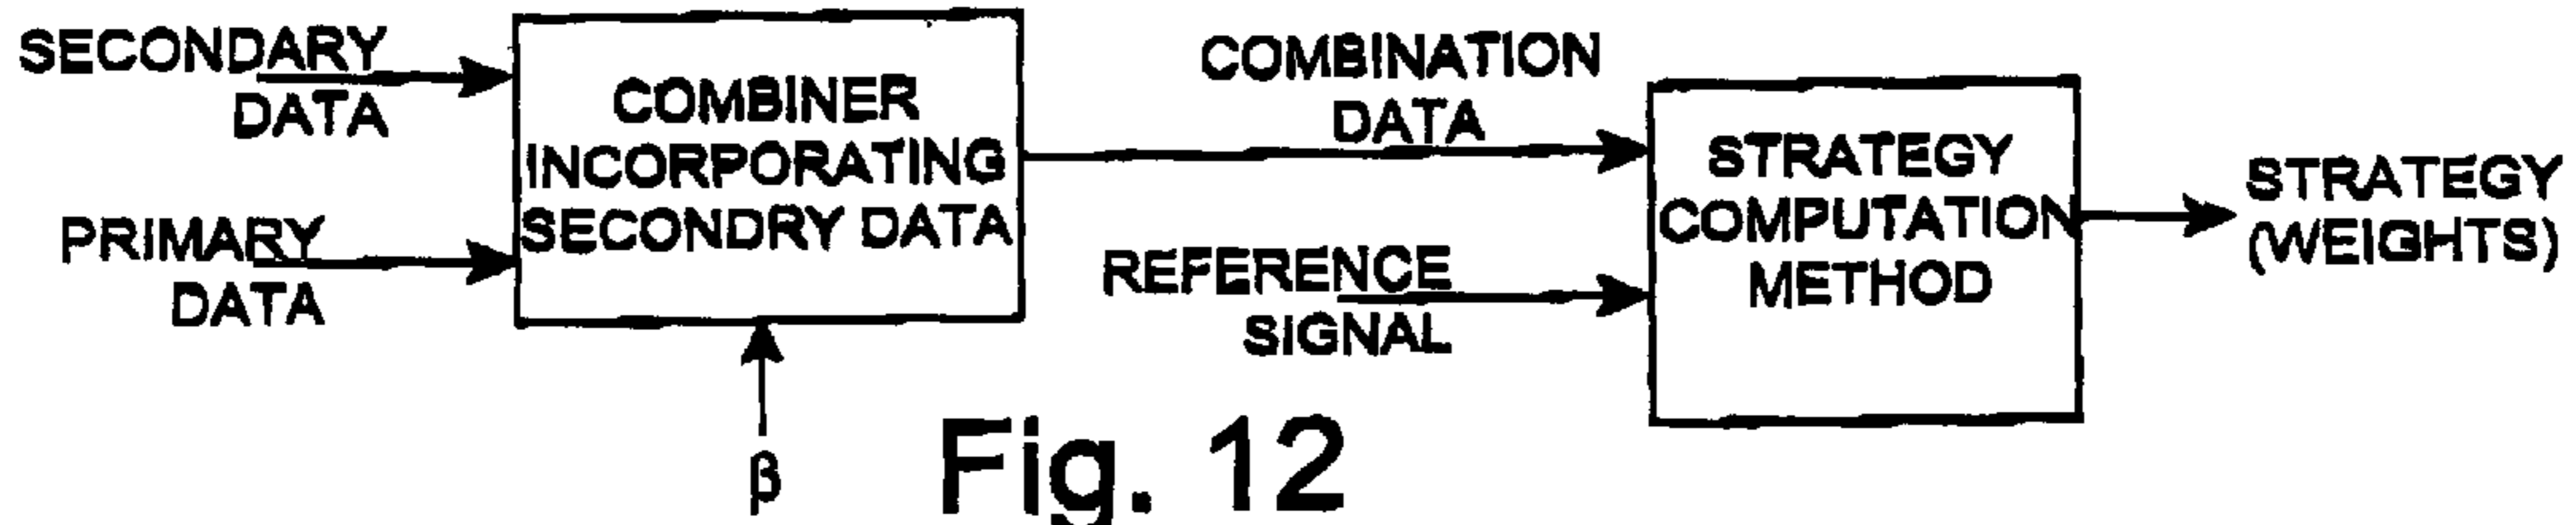 SECONDARY
DATA
PRIMARY
DATA
COMBINER
INCORPORATING
SECONDRY DATA
β
COMBINATION
DATA
REFERENCE
SIGNAL
STRATEGY
COMPUTATION
METHOD
STRATEGY
(WEIGHTS)
Fig. 12